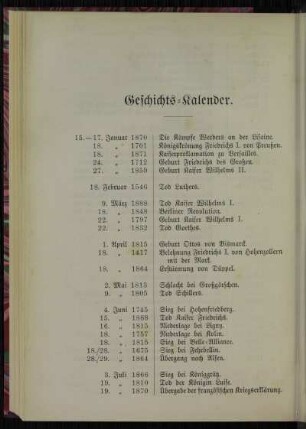 Geschichts-Kalender.
15.—17. Januar 1870 Die Kämpfe Werders an der Lisaine.
18. „ 1701 Königskrönung Friedrichs I. von Preußen.
18. „ 1871 Kaiserproklamation zu Versailles.
24. „ 1712 Geburt Friedrichs des Großen.
27. „ 1859 Geburt Kaiser Wilhelms II.
18. Februar 1546 Tod Luthers.
9. März 1888 Tod Kaiser Wilhelms I.
18. „ 1848 Berliner Revolution.
22. „ 1797 Geburt Kaiser Wilhelms I.
22. „ 1832 Tod Goethes.
1. April 1815 Geburt Ottos von Bismarck.
18. „ 1417 Belehnung Friedrichs I. von Hohenzollern
mit der Mark.
18. „ 1864 Erstürmung von Düppel.
2. Mai 1813 Schlacht bei Großgörschen.
9. „ 1805 Tod Schillers.
4. Juni 1745 Sieg bei Hohenfriedberg.
15. „ 1888 Tod Kaiser Friedrichs.
16. „ 1815 Niederlage bei Ligny.
18. „ 1757 Niederlage bei Kolin.
18. „ 1815 Sieg bei Belle-Alliance.
18./28. „ 1675 Sieg bei Fehrbellin.
28./29. „ 1864 Übergang nach Alsen.
3. Juli 1866 Sieg bei Königgrätz.
19. „ 1810 Tod der Königin Luise.
19. „ 1870 Übergabe der französischen Kriegserklärung.